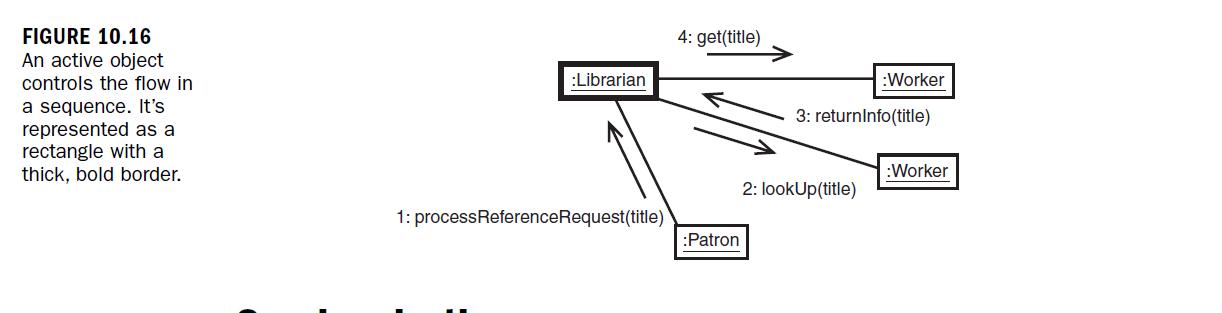 FIGURE 10.16
An active object
controls the flow in
a sequence. It’s
represented as a
rectangle with a
thick, bold border.
4: get(title)
:Librarian
:Worker
3: returnInfo(title)
:Worker
2: lookUp(title)
1: processReferenceRequest(title)
:Patron